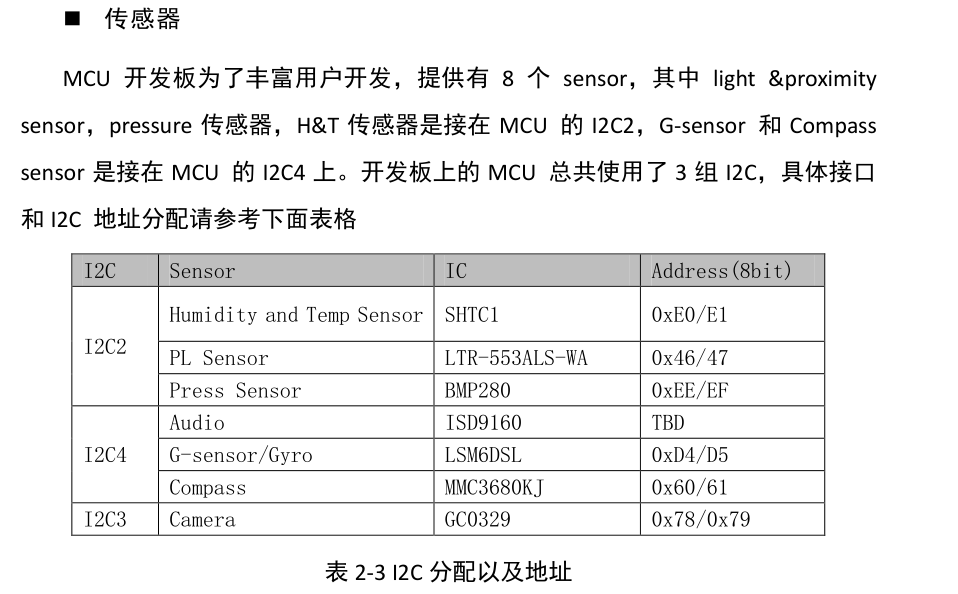 ■ 传感器
MCU 开发板为了丰富用户开发，提供有 8 个 sensor，其中 light &proximity
sensor，pressure 传感器，H&T 传感器是接在 MCU 的 I2C2，G-sensor 和 Compass
sensor 是接在 MCU 的 I2C4 上。开发板上的 MCU 总共使用了 3 组 I2C，具体接口
和 I2C 地址分配请参考下面表格
I2C Sensor IC Address(8bit)
I2C2 Humidity and Temp Sensor SHTC1 0xE0/E1
PL Sensor LTR-553ALS-WA 0x46/47
Press Sensor BMP280 0xEE/EF
I2C4 Audio ISD9160 TBD
G-sensor/Gyro LSM6DSL 0xD4/D5
Compass MMC3680KJ 0x60/61
I2C3 Camera GC0329 0x78/0x79
表 2-3 I2C 分配以及地址